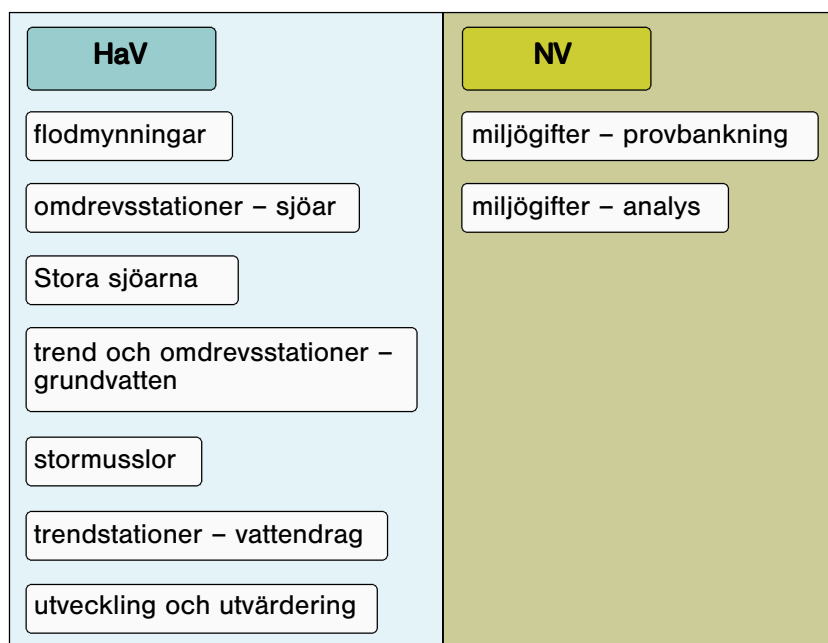 HaV
flodmynningar
omdrevsstationer – sjöar
Stora sjöarna
trend och omdrevsstationer –
grundvatten
stormusslor
trendstationer – vattendrag
utveckling och utvärdering
NV
miljögifter – provbankning
miljögifter – analys